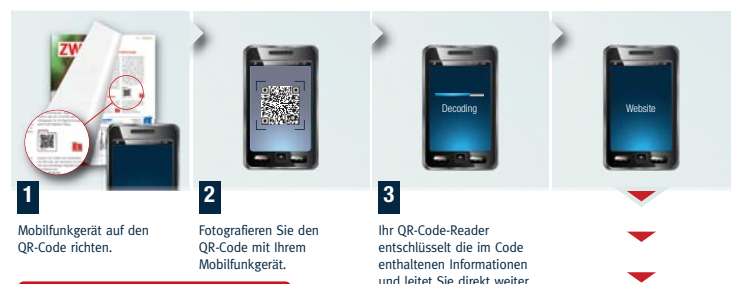 ZW
Decoding
Website
1
2
3
Mobilfunkgerät auf den
QR-Code richten.
Fotografieren Sie den
QR-Code mit Ihrem
Mobilfunkgerät.
Ihr QR-Code-Reader
entschlüsselt die im Code
enthaltenen Informationen
und leitet Sie direkt weiter